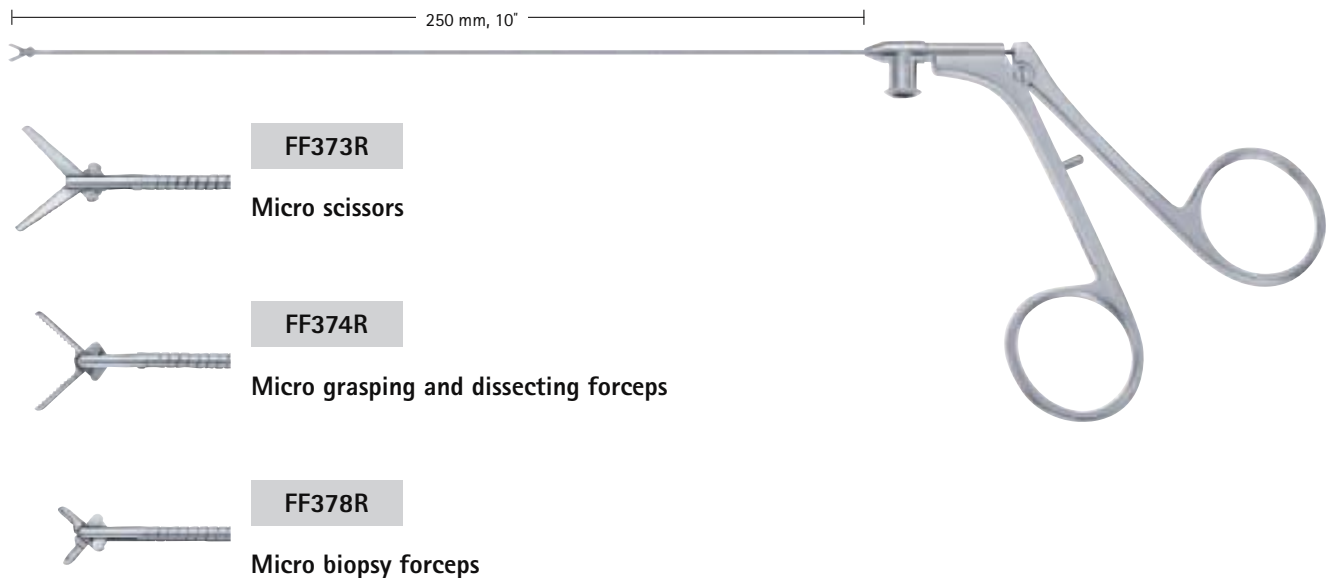 250 mm, 10"
FF373R
Micro scissors
FF374R
Micro grasping and dissecting forceps
FF378R
Micro biopsy forceps